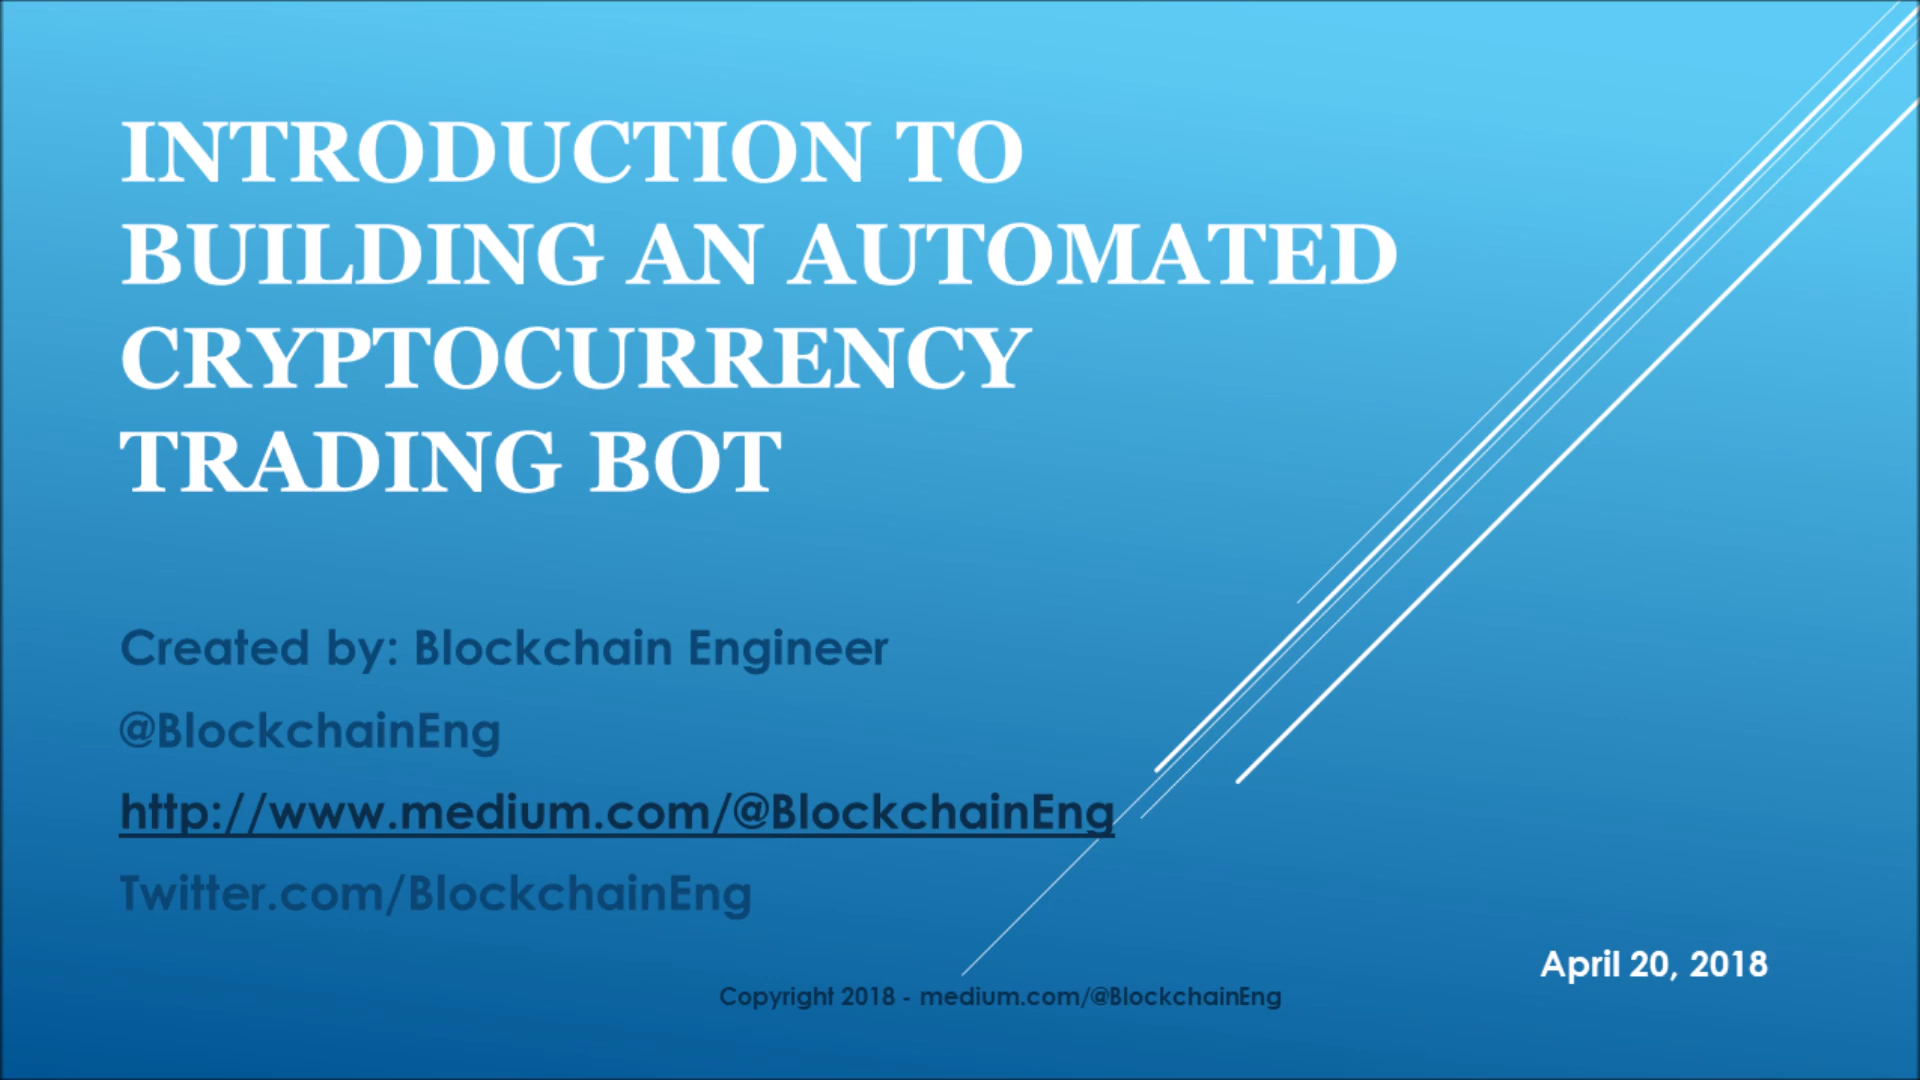 INTRODUCTION TO
BUILDING AN AUTOMATED
CRYPTOCURRENCY
TRADING BOT
Created by: Blockchain Engineer
@BlockchainEng
http://www.medium.com/@BlockchainEng
Twitter.com/BlockchainEng
April 20, 2018
Copyright 2018 - medium.com/@BlockchainEng